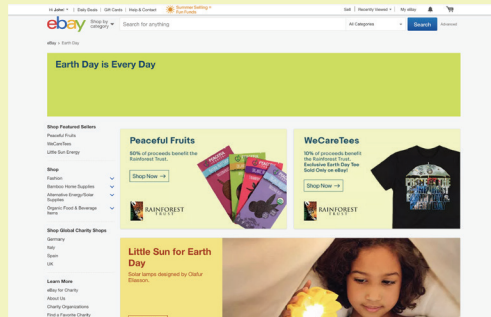 Hi John!
Daily Deals
Gift Cards
Help & Contact
Summer Selling
Fun Funds
Sell
Recently Viewed
My eBay
ebay
Shop by
category
Search for anything
All Categories
Search
Advanced
eBay > Earth Day
Earth Day is Every Day
Shop Featured Sellers
Peaceful Fruits
WeCareTees
Little Sun Energy
Shop
Fashion
Bamboo Home Supplies
Alternative Energy/Solar
Supplies
Organic Food & Beverage
Items
Shop Global Charity Shops
Germany
Italy
Spain
UK
Learn More
eBay for Charity
About Us
Charity Organizations
Find a Favorite Charity
Peaceful Fruits
50% of proceeds benefit the
Rainforest Trust.
Shop Now →
RAINFOREST
TRUST
WeCareTees
10% of proceeds benefit
the Rainforest Trust.
Exclusive Earth Day Tee
Sold Only on eBay!
Shop Now →
RAINFOREST
TRUST
Little Sun for Earth
Day
Solar lamps designed by Olafur
Eliasson.